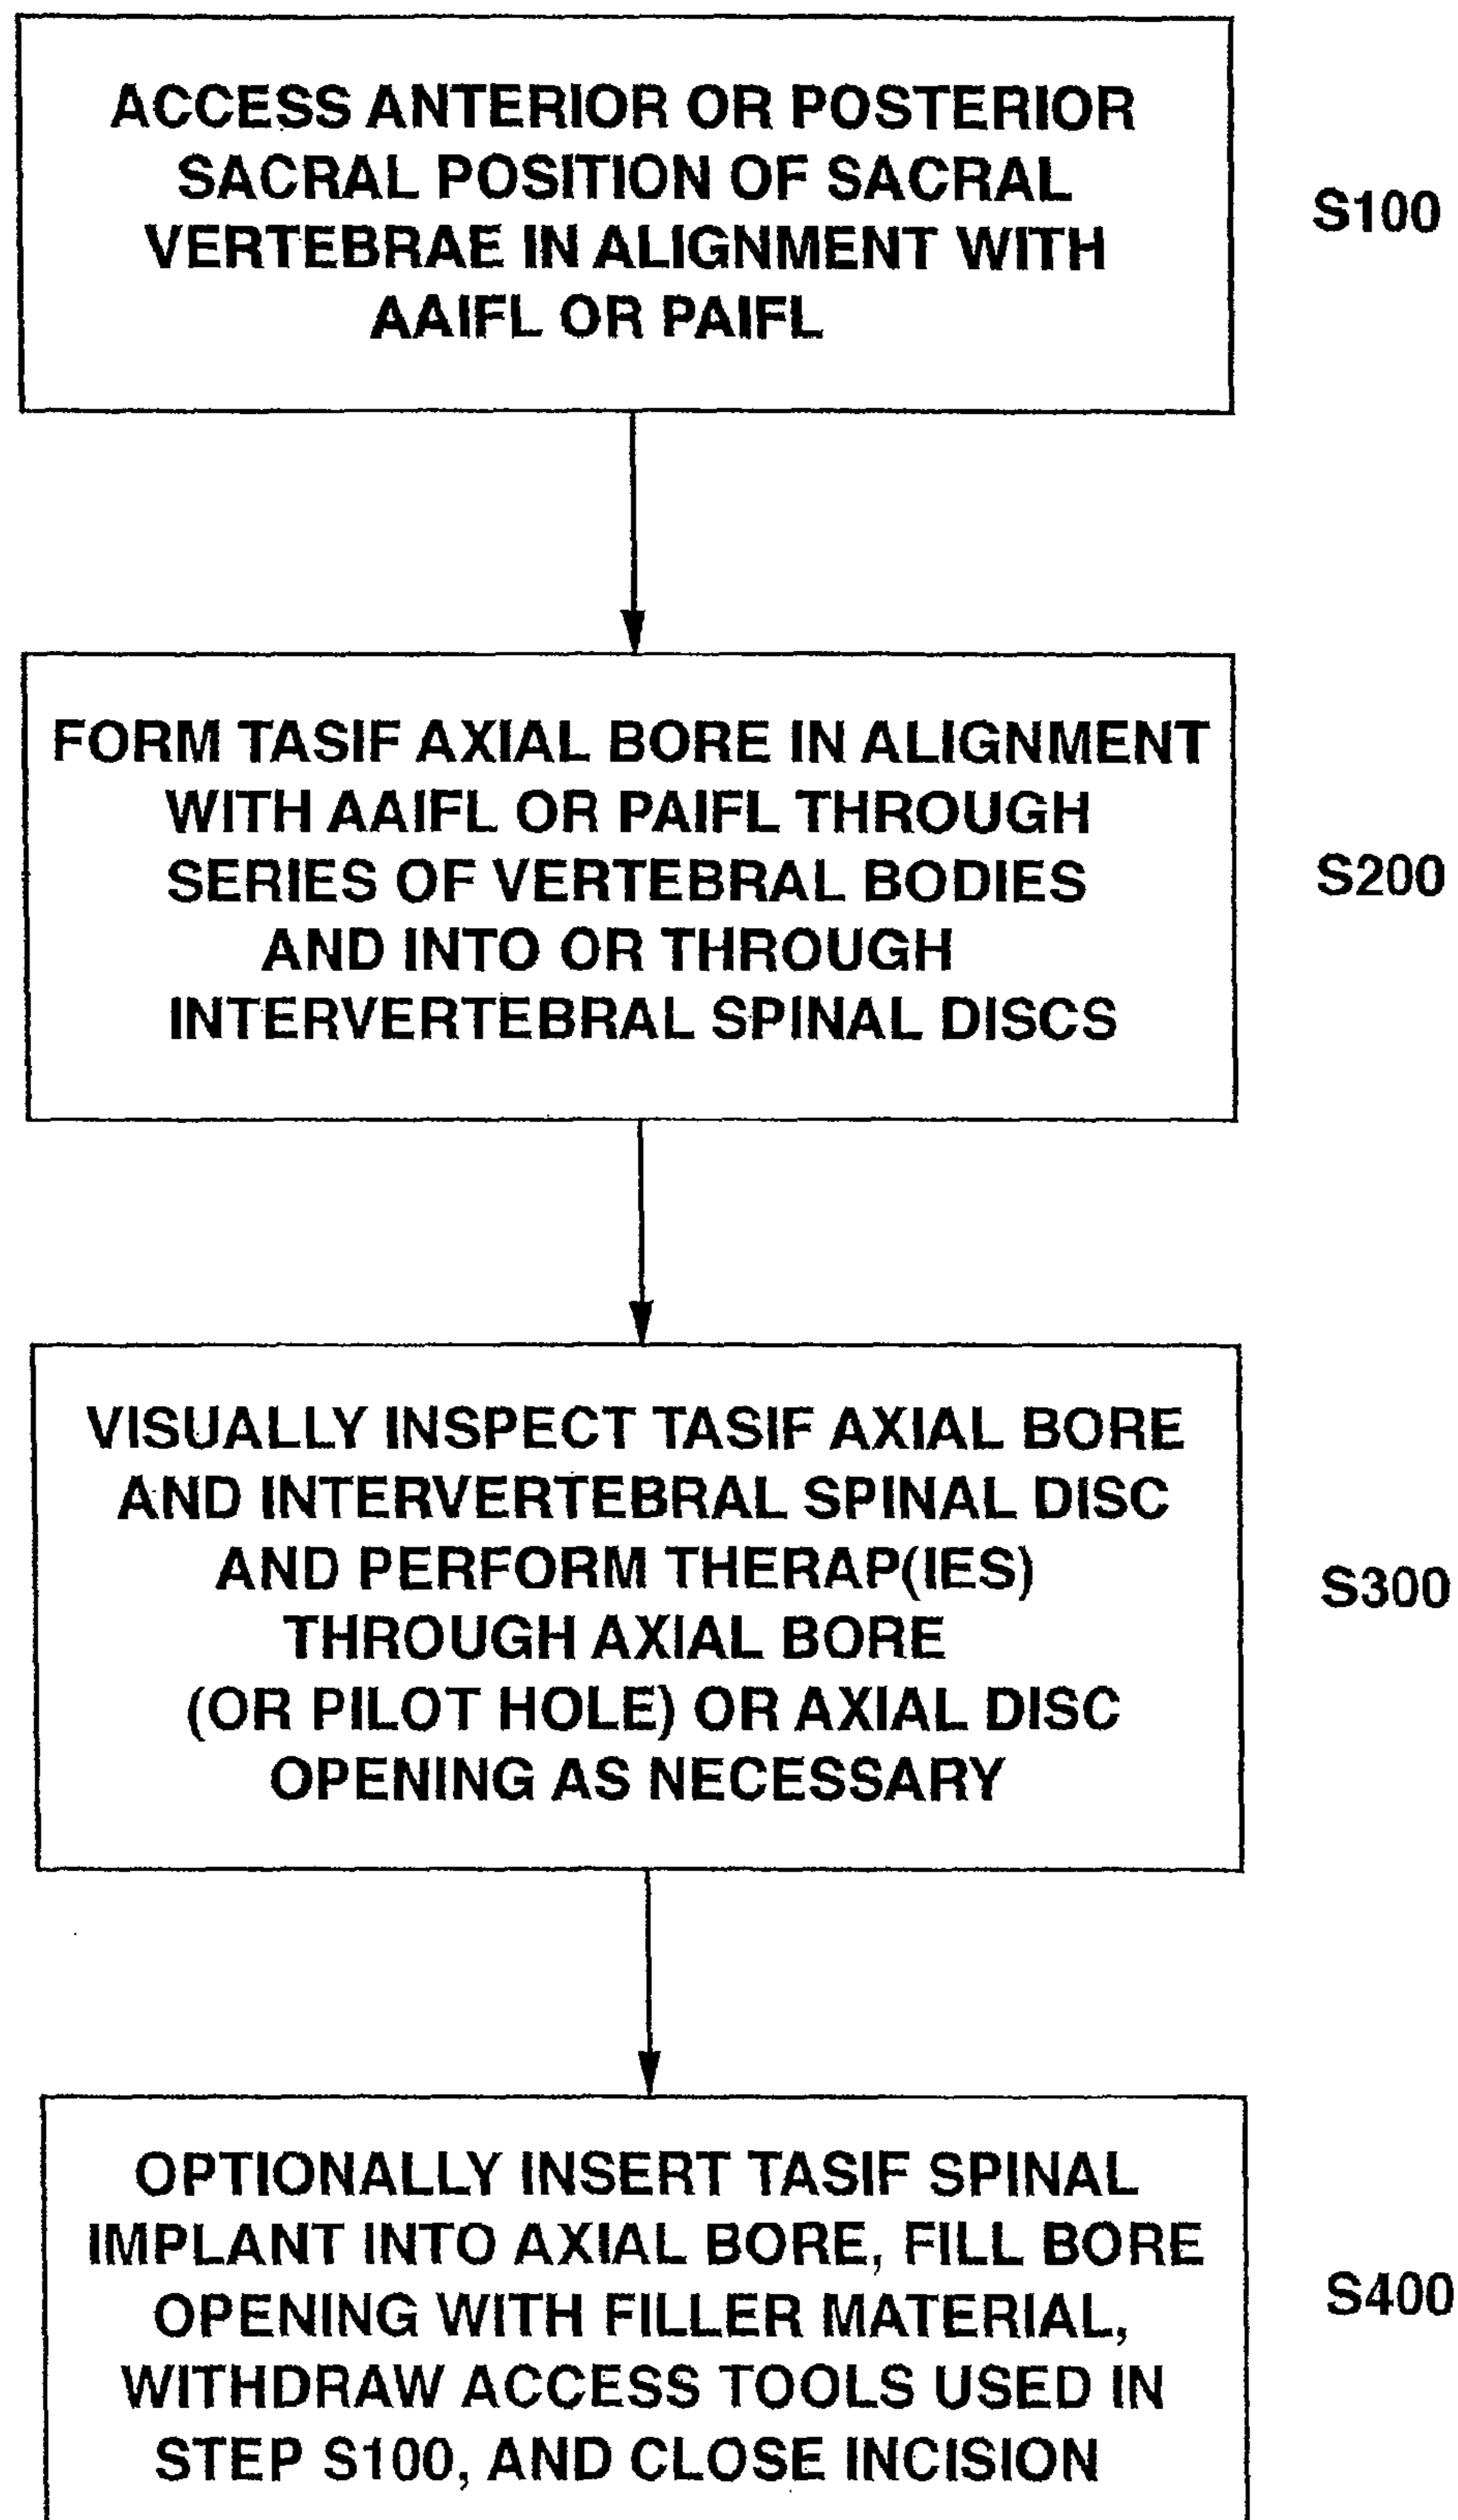 ACCESS ANTERIOR OR POSTERIOR
SACRAL POSITION OF SACRAL
VERTEBRAE IN ALIGNMENT WITH
AAIFL OR PAIFL
S100
FORM TASIF AXIAL BORE IN ALIGNMENT
WITH AAIFL OR PAIFL THROUGH
SERIES OF VERTEBRAL BODIES
AND INTO OR THROUGH
INTERVERTEBRAL SPINAL DISCS
S200
VISUALLY INSPECT TASIF AXIAL BORE
AND INTERVERTEBRAL SPINAL DISC
AND PERFORM THERAP(IES)
THROUGH AXIAL BORE
(OR PILOT HOLE) OR AXIAL DISC
OPENING AS NECESSARY
S300
OPTIONALLY INSERT TASIF SPINAL
IMPLANT INTO AXIAL BORE, FILL BORE
OPENING WITH FILLER MATERIAL,
WITHDRAW ACCESS TOOLS USED IN
STEP S100, AND CLOSE INCISION
S400